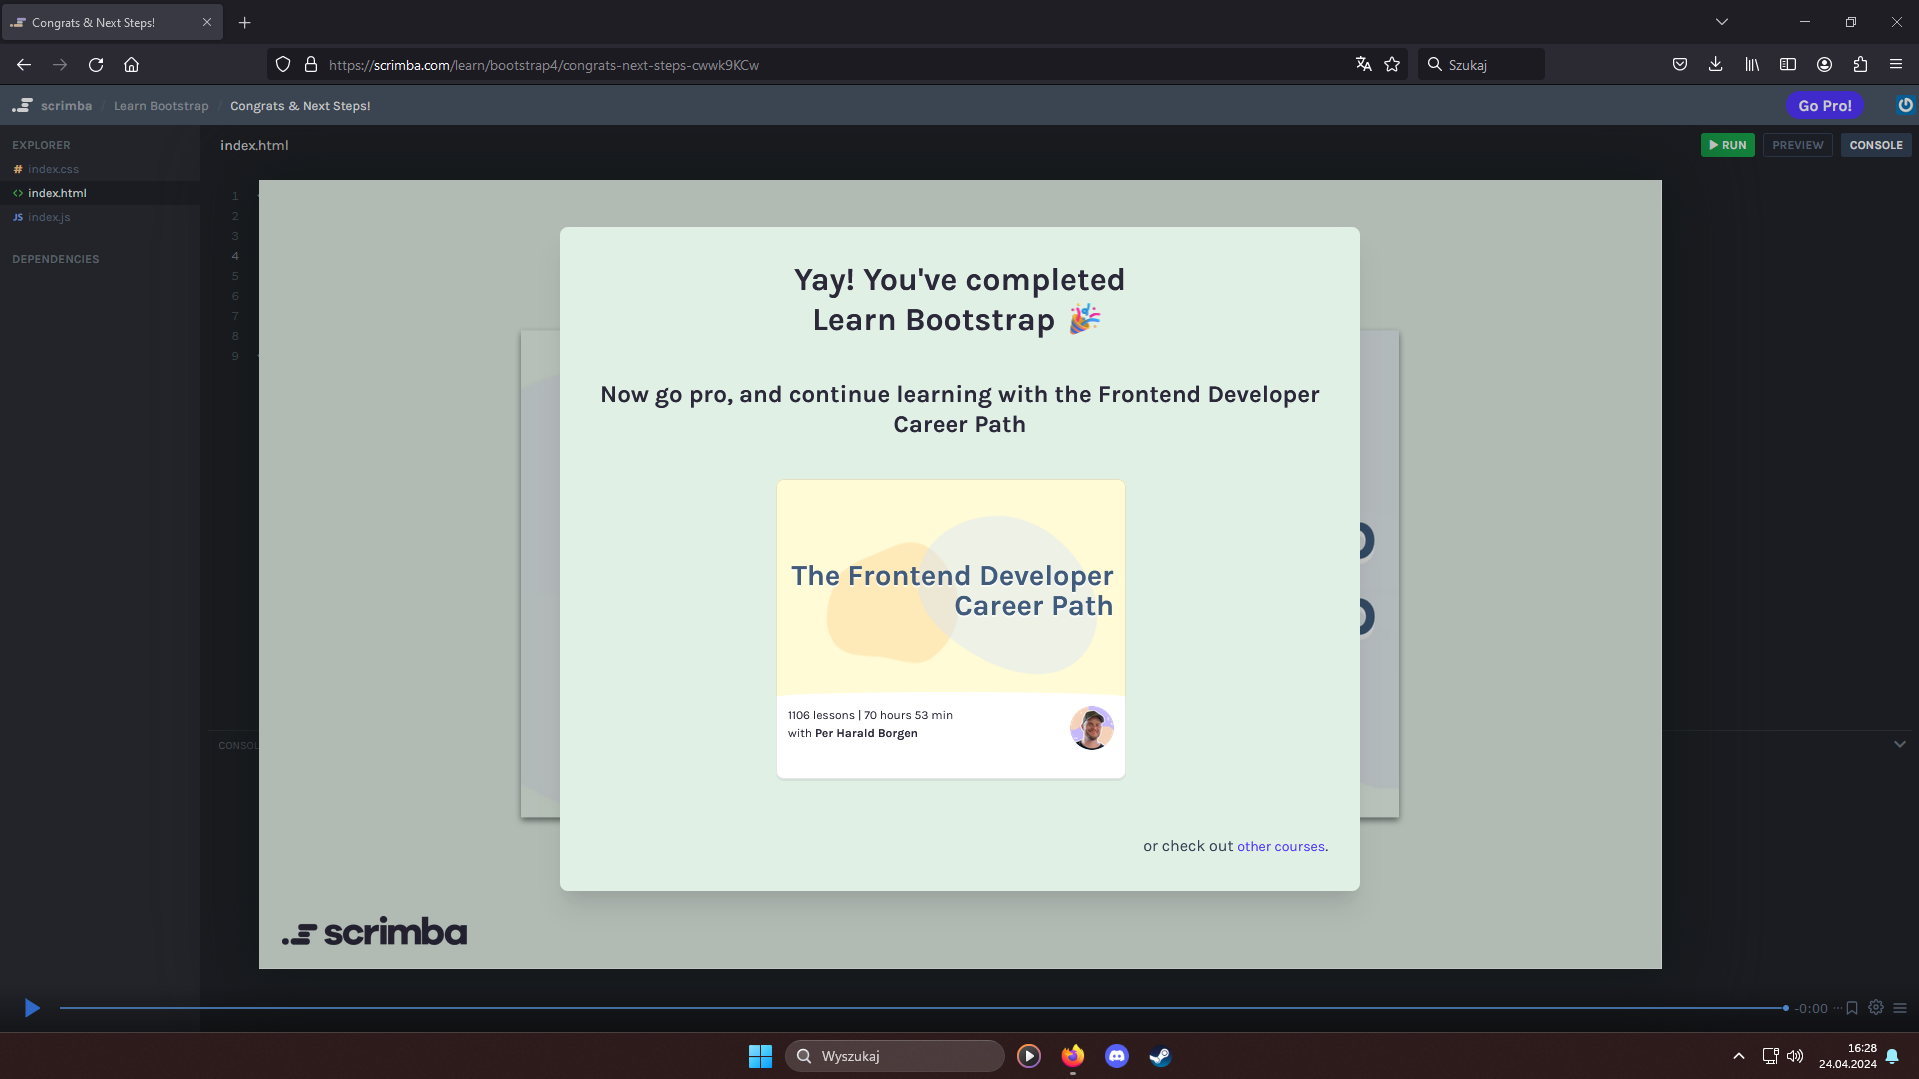 Congrats & Next Steps!
https://scrimba.com/learn/bootstrap4/congrats-next-steps-cwwk9KCw
Szukaj
scrimba / Learn Bootstrap / Congrats & Next Steps!
Go Pro!
EXPLORER
# index.css
<> index.html
JS index.js
DEPENDENCIES
index.html
RUN
PREVIEW
CONSOLE
1
2
3
4
5
6
7
8
9
Yay! You've completed
Learn Bootstrap 🎉
Now go pro, and continue learning with the Frontend Developer
Career Path
The Frontend Developer
Career Path
1106 lessons | 70 hours 53 min
with Per Harald Borgen
or check out other courses.
CONSOL
scrimba
-0:00
Wyszukaj
16:28
24.04.2024